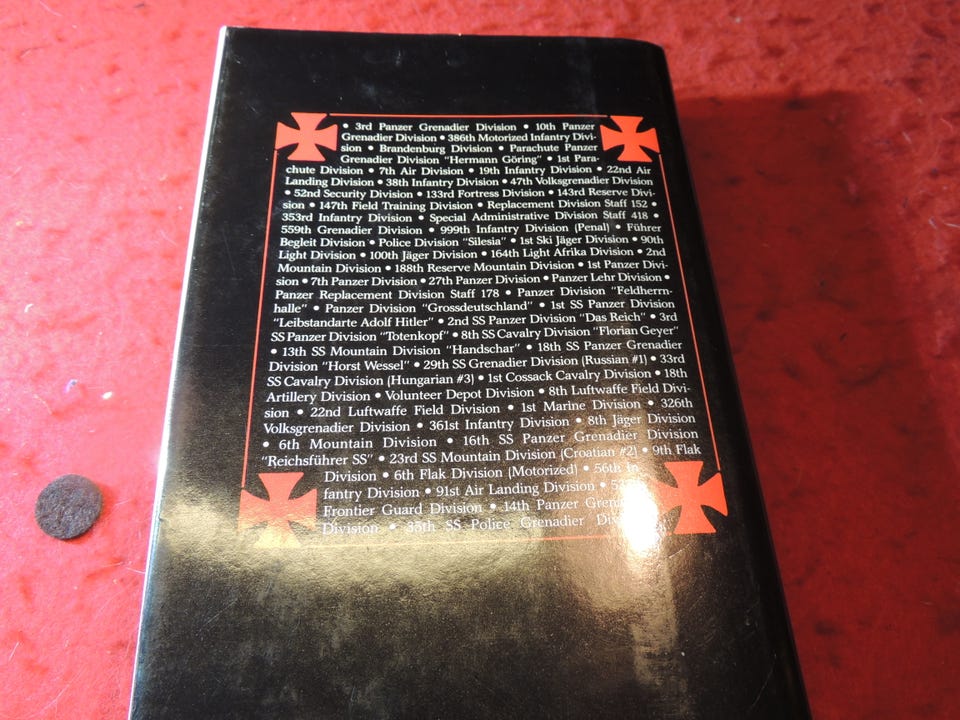 • 3rd Panzer Grenadier Division • 10th Panzer
Grenadier Division • 386th Motorized Infantry Divi-
sion • Brandenburg Division • Parachute Panzer
Grenadier Division "Hermann Göring" • 1st Para-
chute Division • 7th Air Division • 19th Infantry Division • 22nd Air
Landing Division • 38th Infantry Division • 47th Volksgrenadier Division
• 52nd Security Division • 133rd Fortress Division • 143rd Reserve Divi-
sion • 147th Field Training Division • Replacement Division Staff 152 •
353rd Infantry Division • Special Administrative Division Staff 418 •
559th Grenadier Division • 999th Infantry Division (Penal) • Führer
Begleit Division • Police Division "Silesia" • 1st Ski Jäger Division • 90th
Light Division • 100th Jäger Division • 164th Light Afrika Division • 2nd
Mountain Division • 188th Reserve Mountain Division • 1st Panzer Divi-
sion • 7th Panzer Division • 27th Panzer Division • Panzer Lehr Division •
Panzer Replacement Division Staff 178 • Panzer Division "Feldherrn-
halle" • Panzer Division "Grossdeutschland" • 1st SS Panzer Division
"Leibstandarte Adolf Hitler" • 2nd SS Panzer Division "Das Reich" • 3rd
SS Panzer Division "Totenkopf" • 8th SS Cavalry Division "Florian Geyer"
• 13th SS Mountain Division "Handschar" • 18th SS Panzer Grenadier
Division "Horst Wessel" • 29th SS Grenadier Division (Russian #1) • 33rd
SS Cavalry Division (Hungarian #3) • 1st Cossack Cavalry Division • 18th
Artillery Division • Volunteer Depot Division • 8th Luftwaffe Field Divi-
sion • 22nd Luftwaffe Field Division • 1st Marine Division • 326th
Volksgrenadier Division • 361st Infantry Division • 8th Jäger Division
• 6th Mountain Division • 16th SS Panzer Grenadier Division
"Reichsführer SS" • 23rd SS Mountain Division (Croatian #2) • 9th Flak
Division • 6th Flak Division (Motorized) • 56th In-
fantry Division • 91st Air Landing Division •
Frontier Guard Division • 14th Panzer
Division • 35th SS Police Grenadier